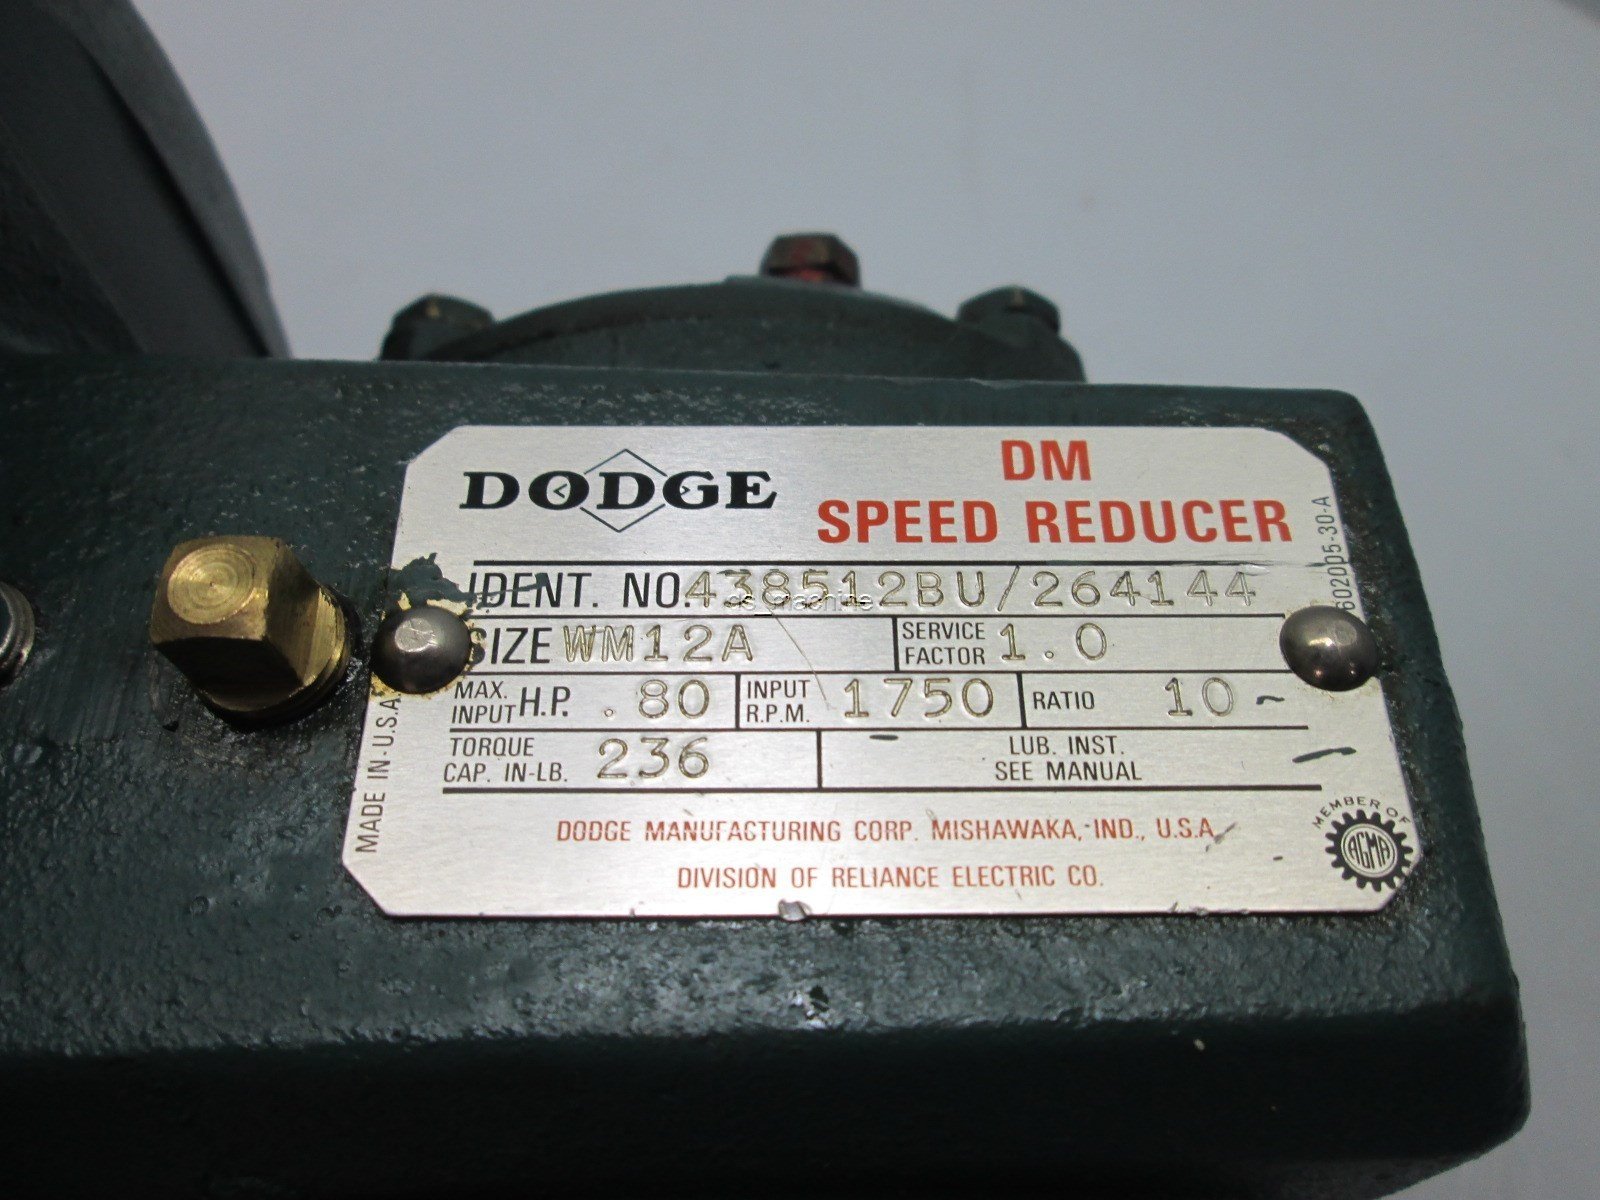 DODGE
DM
SPEED REDUCER
IDENT. NO. 438512BU/264144
SIZE WM12A SERVICE FACTOR 1.0
MAX. INPUT H.P. .80 INPUT R.P.M. 1750 RATIO 10
TORQUE CAP. IN-LB. 236 LUB. INST. SEE MANUAL
DODGE MANUFACTURING CORP. MISHAWAKA, IND., U.S.A.
DIVISION OF RELIANCE ELECTRIC CO.
MADE IN U.S.A.
602005-30-A
MEMBER OF
AGMA
cs_machine